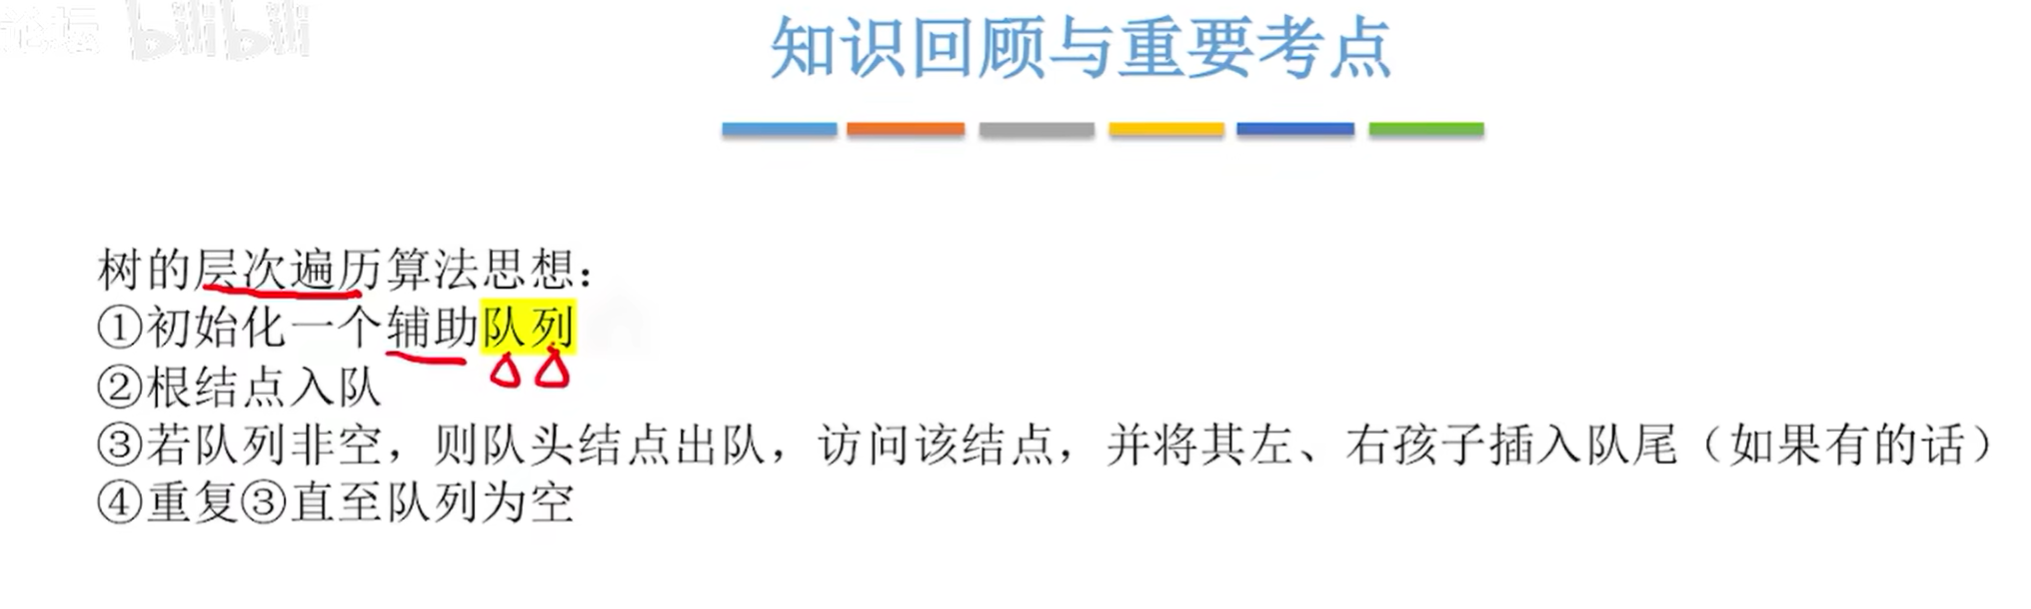 论坛 bilibili
知识回顾与重要考点
树的层次遍历算法思想：
①初始化一个辅助队列
②根结点入队
③若队列非空，则队头结点出队，访问该结点，并将其左、右孩子插入队尾（如果有的话）
④重复③直至队列为空